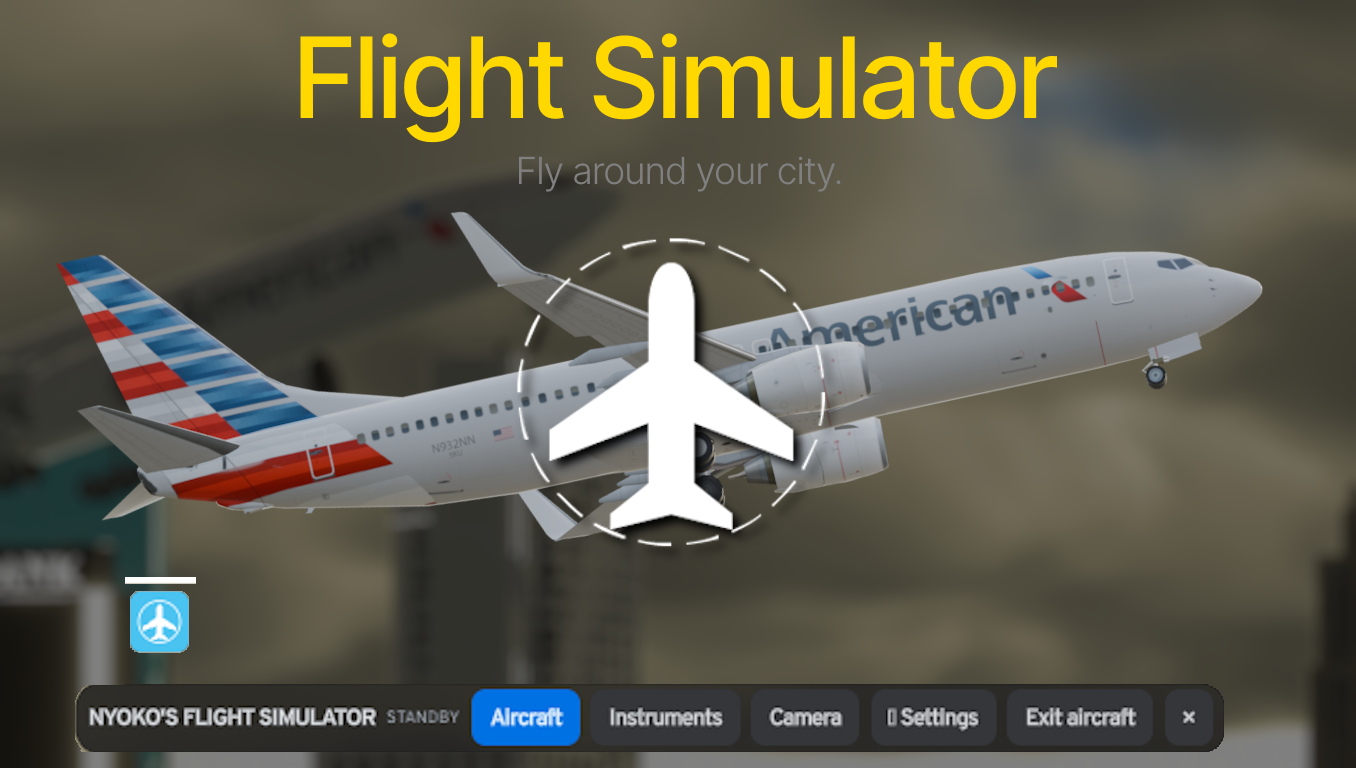 Flight Simulator
Fly around your city.
American
N932NN
NYOKO'S FLIGHT SIMULATOR STANDBY Aircraft Instruments Camera Settings Exit aircraft ×